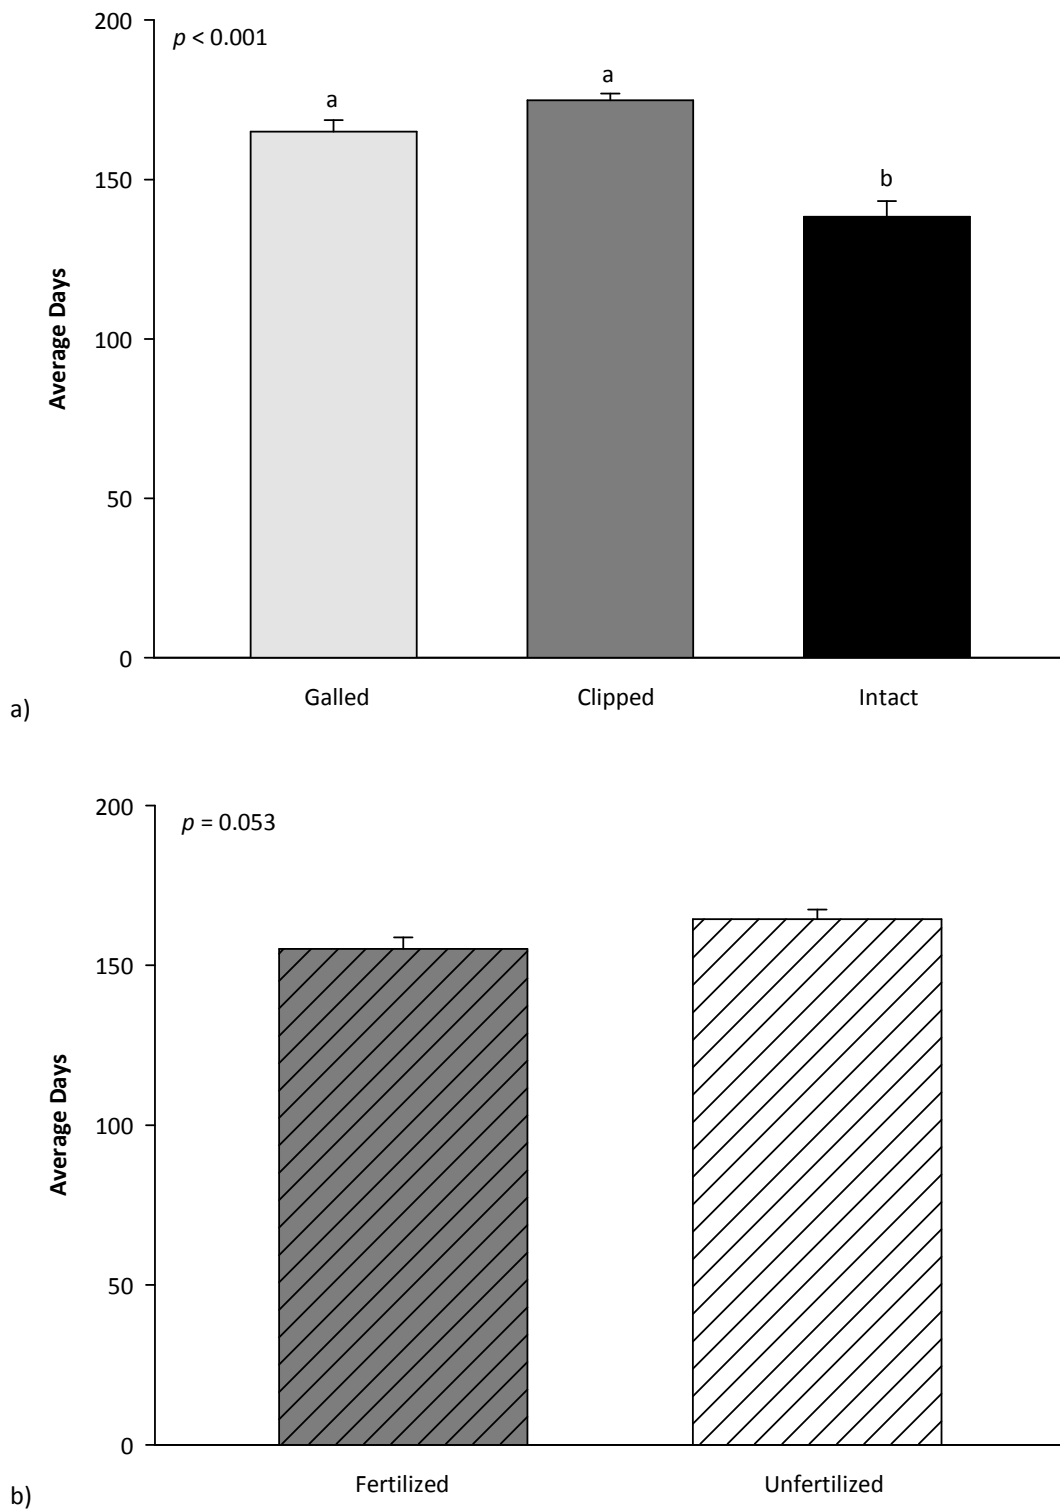 200
p < 0.001
a
a
150
b
Average Days
100
50
0
Galled Clipped Intact
a)
200
p = 0.053
150
Average Days
100
50
0
Fertilized Unfertilized
b)